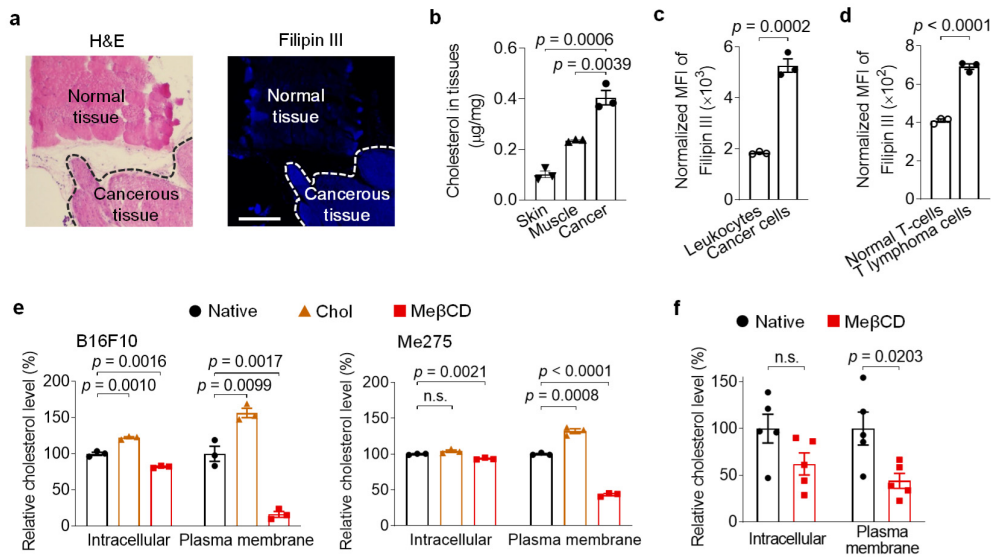 a
H&E
Normal
tissue
Cancerous
tissue
Filipin III
Normal
tissue
Cancerous
tissue
b
Cholesterol in tissues
(μg/mg)
0.6
0.4
0.2
0.0
p = 0.0006
p = 0.0039
Skin
Muscle
Cancer
c
Normalized MFI of
Filipin III (×10³)
6
4
2
0
p = 0.0002
Leukocytes
Cancer cells
d
Normalized MFI of
Filipin III (×10²)
8
6
4
2
0
p < 0.0001
Normal T-cells
T lymphoma cells
e
Native
Chol
MeβCD
B16F10
Relative cholesterol level (%)
200
150
100
50
0
p = 0.0016
p = 0.0010
p = 0.0017
p = 0.0099
Intracellular
Plasma membrane
Me275
Relative cholesterol level (%)
200
150
100
50
0
p = 0.0021
n.s.
p < 0.0001
p = 0.0008
Intracellular
Plasma membrane
f
Native
MeβCD
Relative cholesterol level (%)
150
100
50
0
n.s.
p = 0.0203
Intracellular
Plasma
membrane